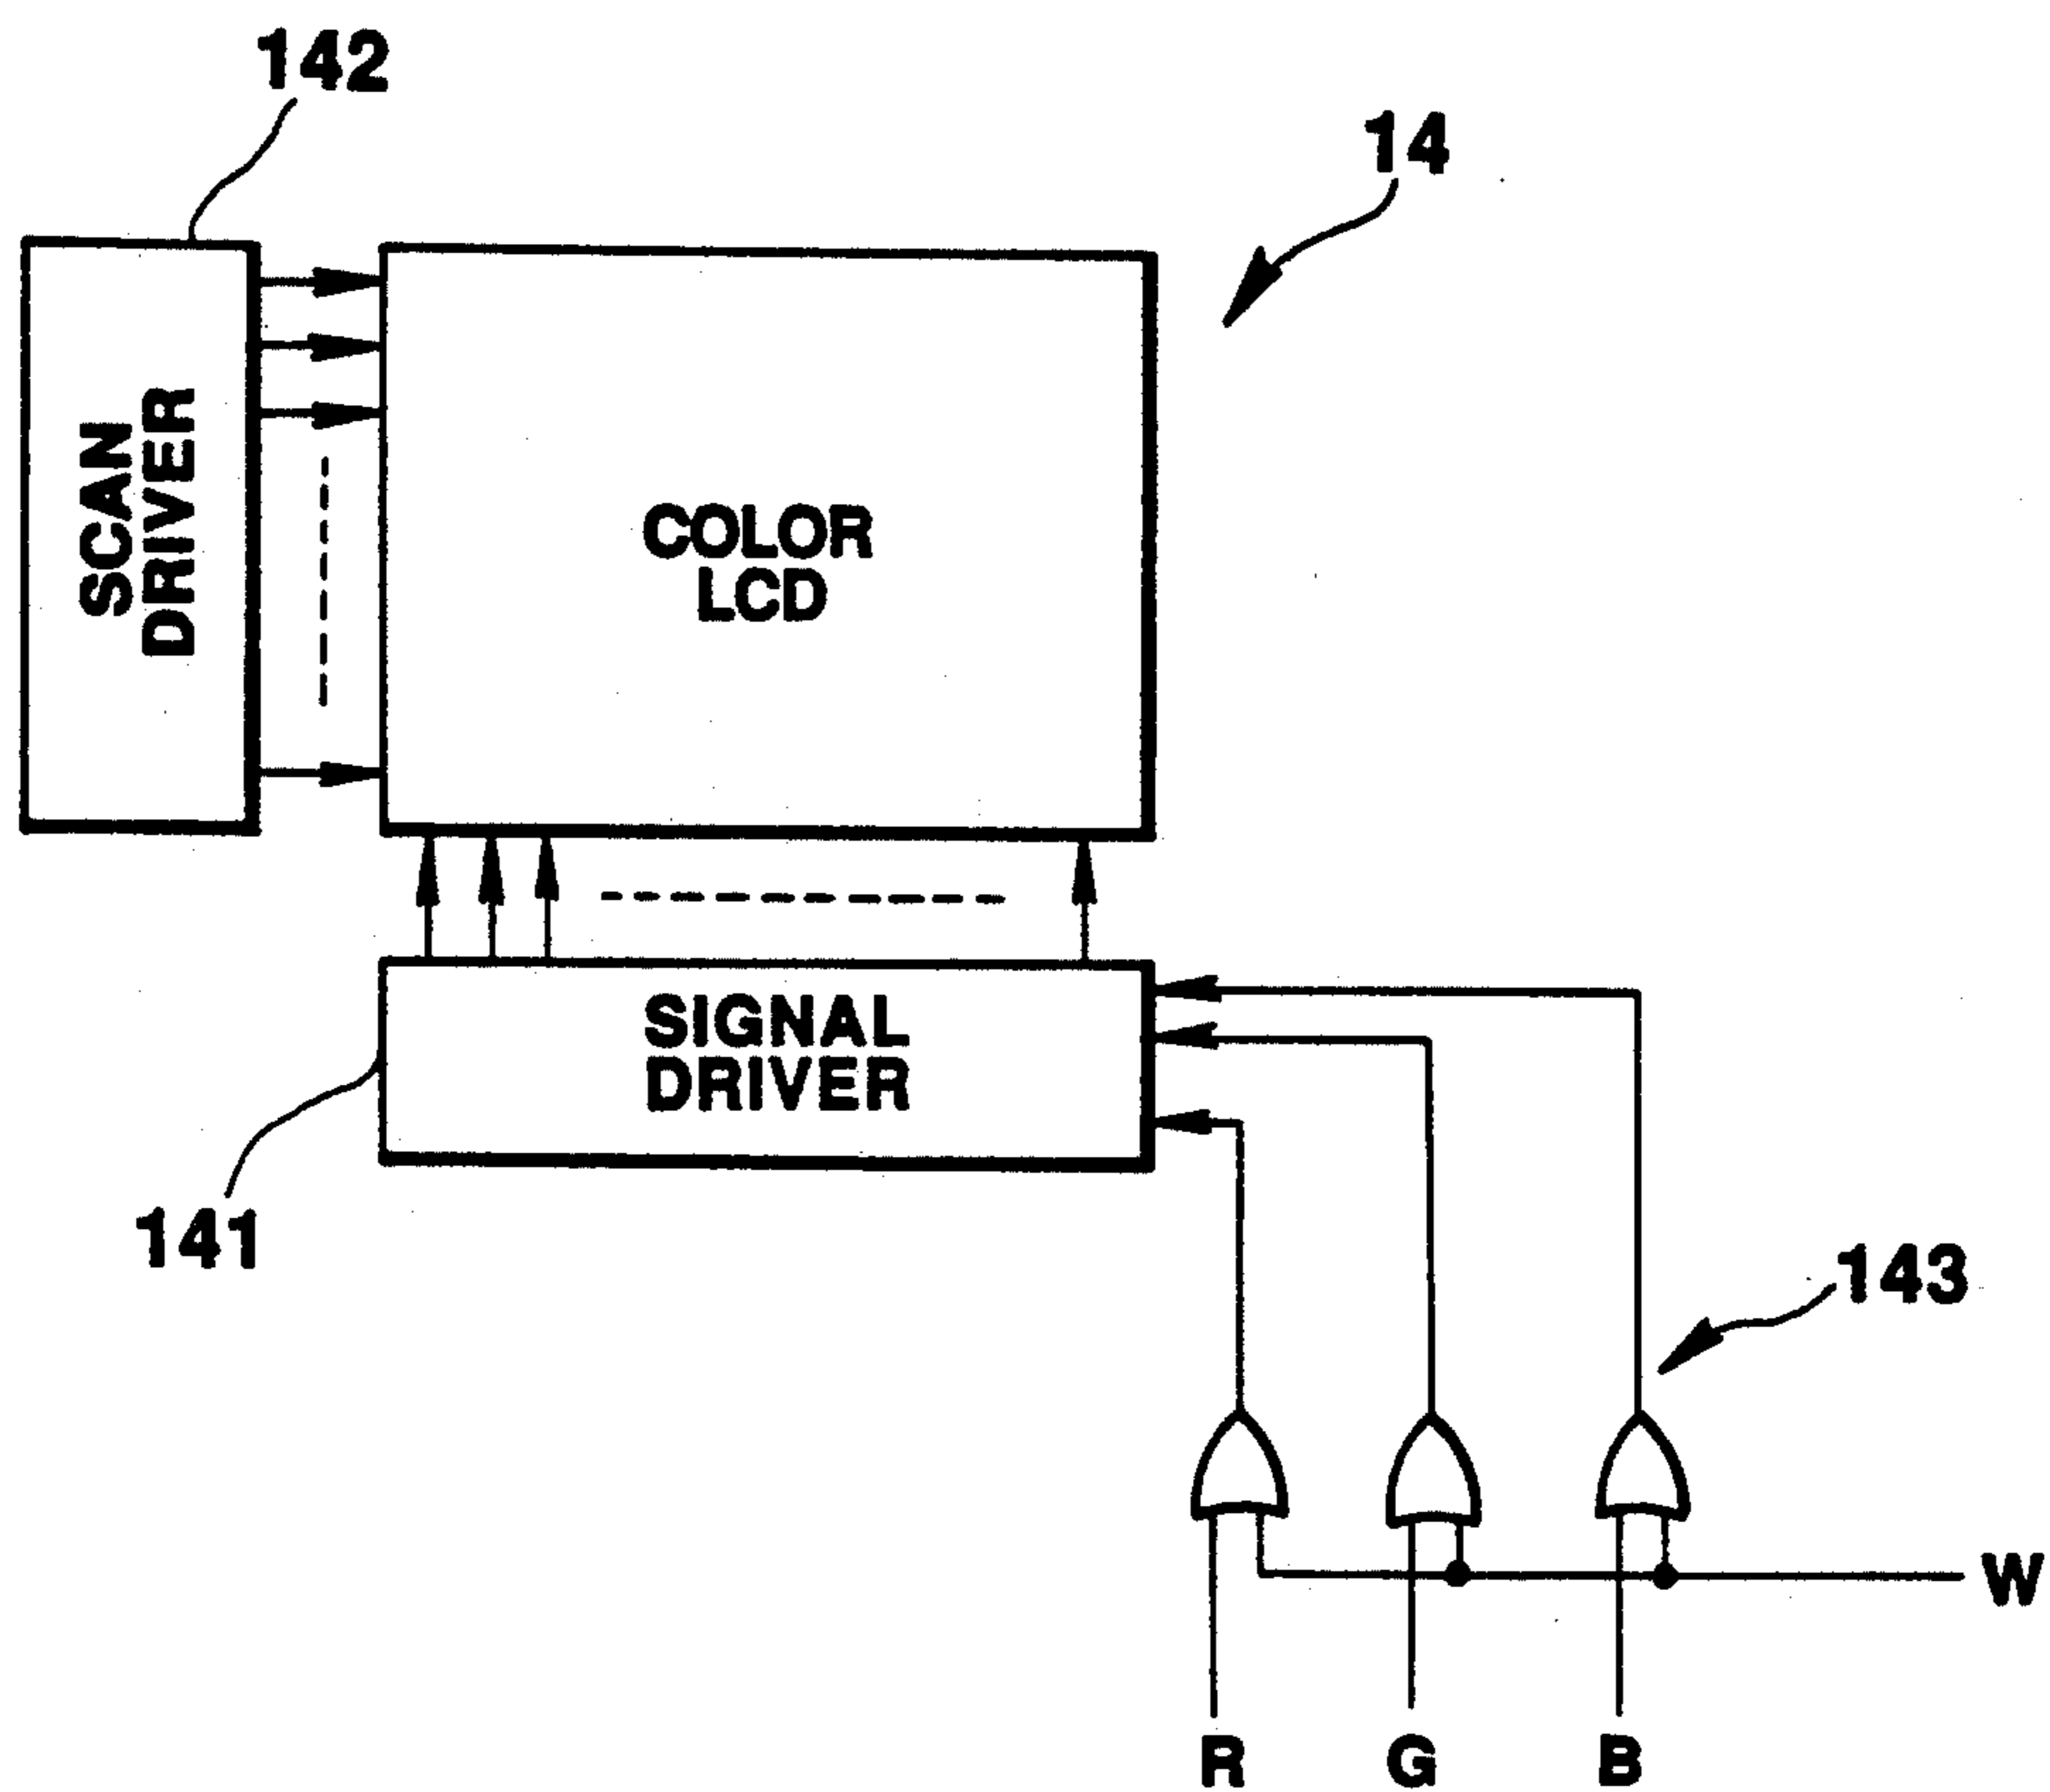 142
14
SCAN
DRIVER
COLOR
LCD
SIGNAL
DRIVER
141
143
W
R
G
B